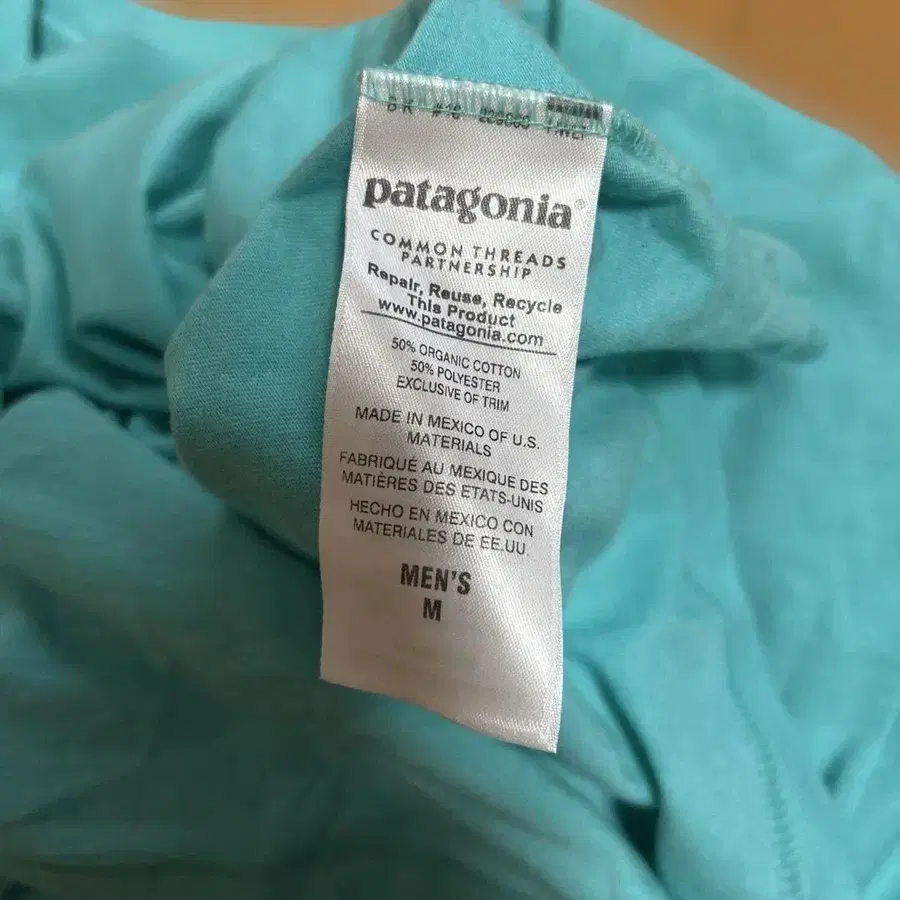 patagonia®
COMMON THREADS
PARTNERSHIP
Repair, Reuse, Recycle
This Product
www.patagonia.com
50% ORGANIC COTTON
50% POLYESTER
EXCLUSIVE OF TRIM
MADE IN MEXICO OF U.S.
MATERIALS
FABRIQUÉ AU MEXIQUE DES
MATIÈRES DES ETATS-UNIS
HECHO EN MEXICO CON
MATERIALES DE EE.UU.
MEN'S
M